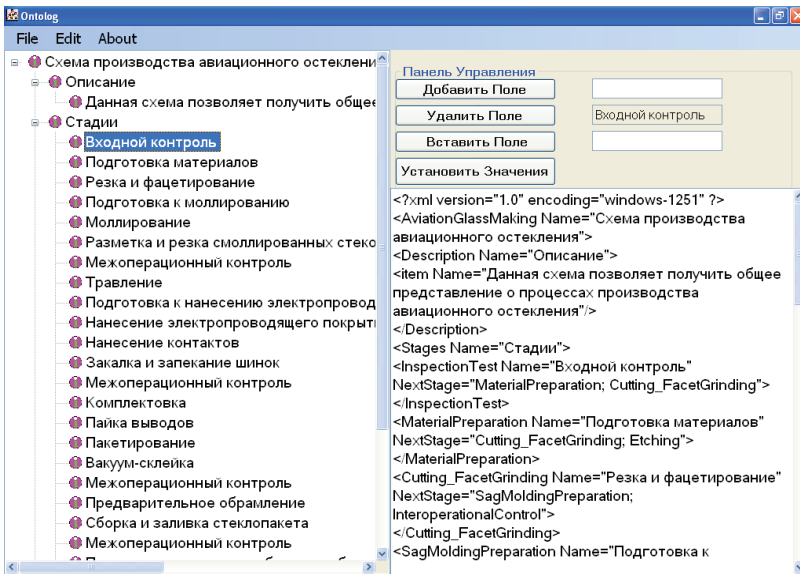 Ontolog
File Edit About
Схема производства авиационного остеклени
Описание
Данная схема позволяет получить общее
Стадии
Входной контроль
Подготовка материалов
Резка и фацетирование
Подготовка к моллированию
Моллирование
Разметка и резка смоллированных стеко
Межоперационный контроль
Травление
Подготовка к нанесению электропровод
Нанесение электропроводящего покрыт
Нанесение контактов
Закалка и запекание шинок
Межоперационный контроль
Комплектовка
Пайка выводов
Пакетирование
Вакуум-склейка
Межоперационный контроль
Предварительное обрамление
Сборка и заливка стеклопакета
Межоперационный контроль
Панель Управления
Добавить Поле
Удалить Поле
Входной контроль
Вставить Поле
Установить Значения
<?xml version="1.0" encoding="windows-1251" ?>
<AviationGlassMaking Name="Схема производства
авиационного остекления">
<Description Name="Описание">
<item Name="Данная схема позволяет получить общее
представление о процессах производства
авиационного остекления"/>
</Description>
<Stages Name="Стадии">
<InspectionTest Name="Входной контроль"
NextStage="MaterialPreparation; Cutting_FacetGrinding">
</InspectionTest>
<MaterialPreparation Name="Подготовка материалов"
NextStage="Cutting_FacetGrinding; Etching">
</MaterialPreparation>
<Cutting_FacetGrinding Name="Резка и фацетирование"
NextStage="SagMoldingPreparation;
InteroperationalControl">
</Cutting_FacetGrinding>
<SagMoldingPreparation Name="Подготовка к